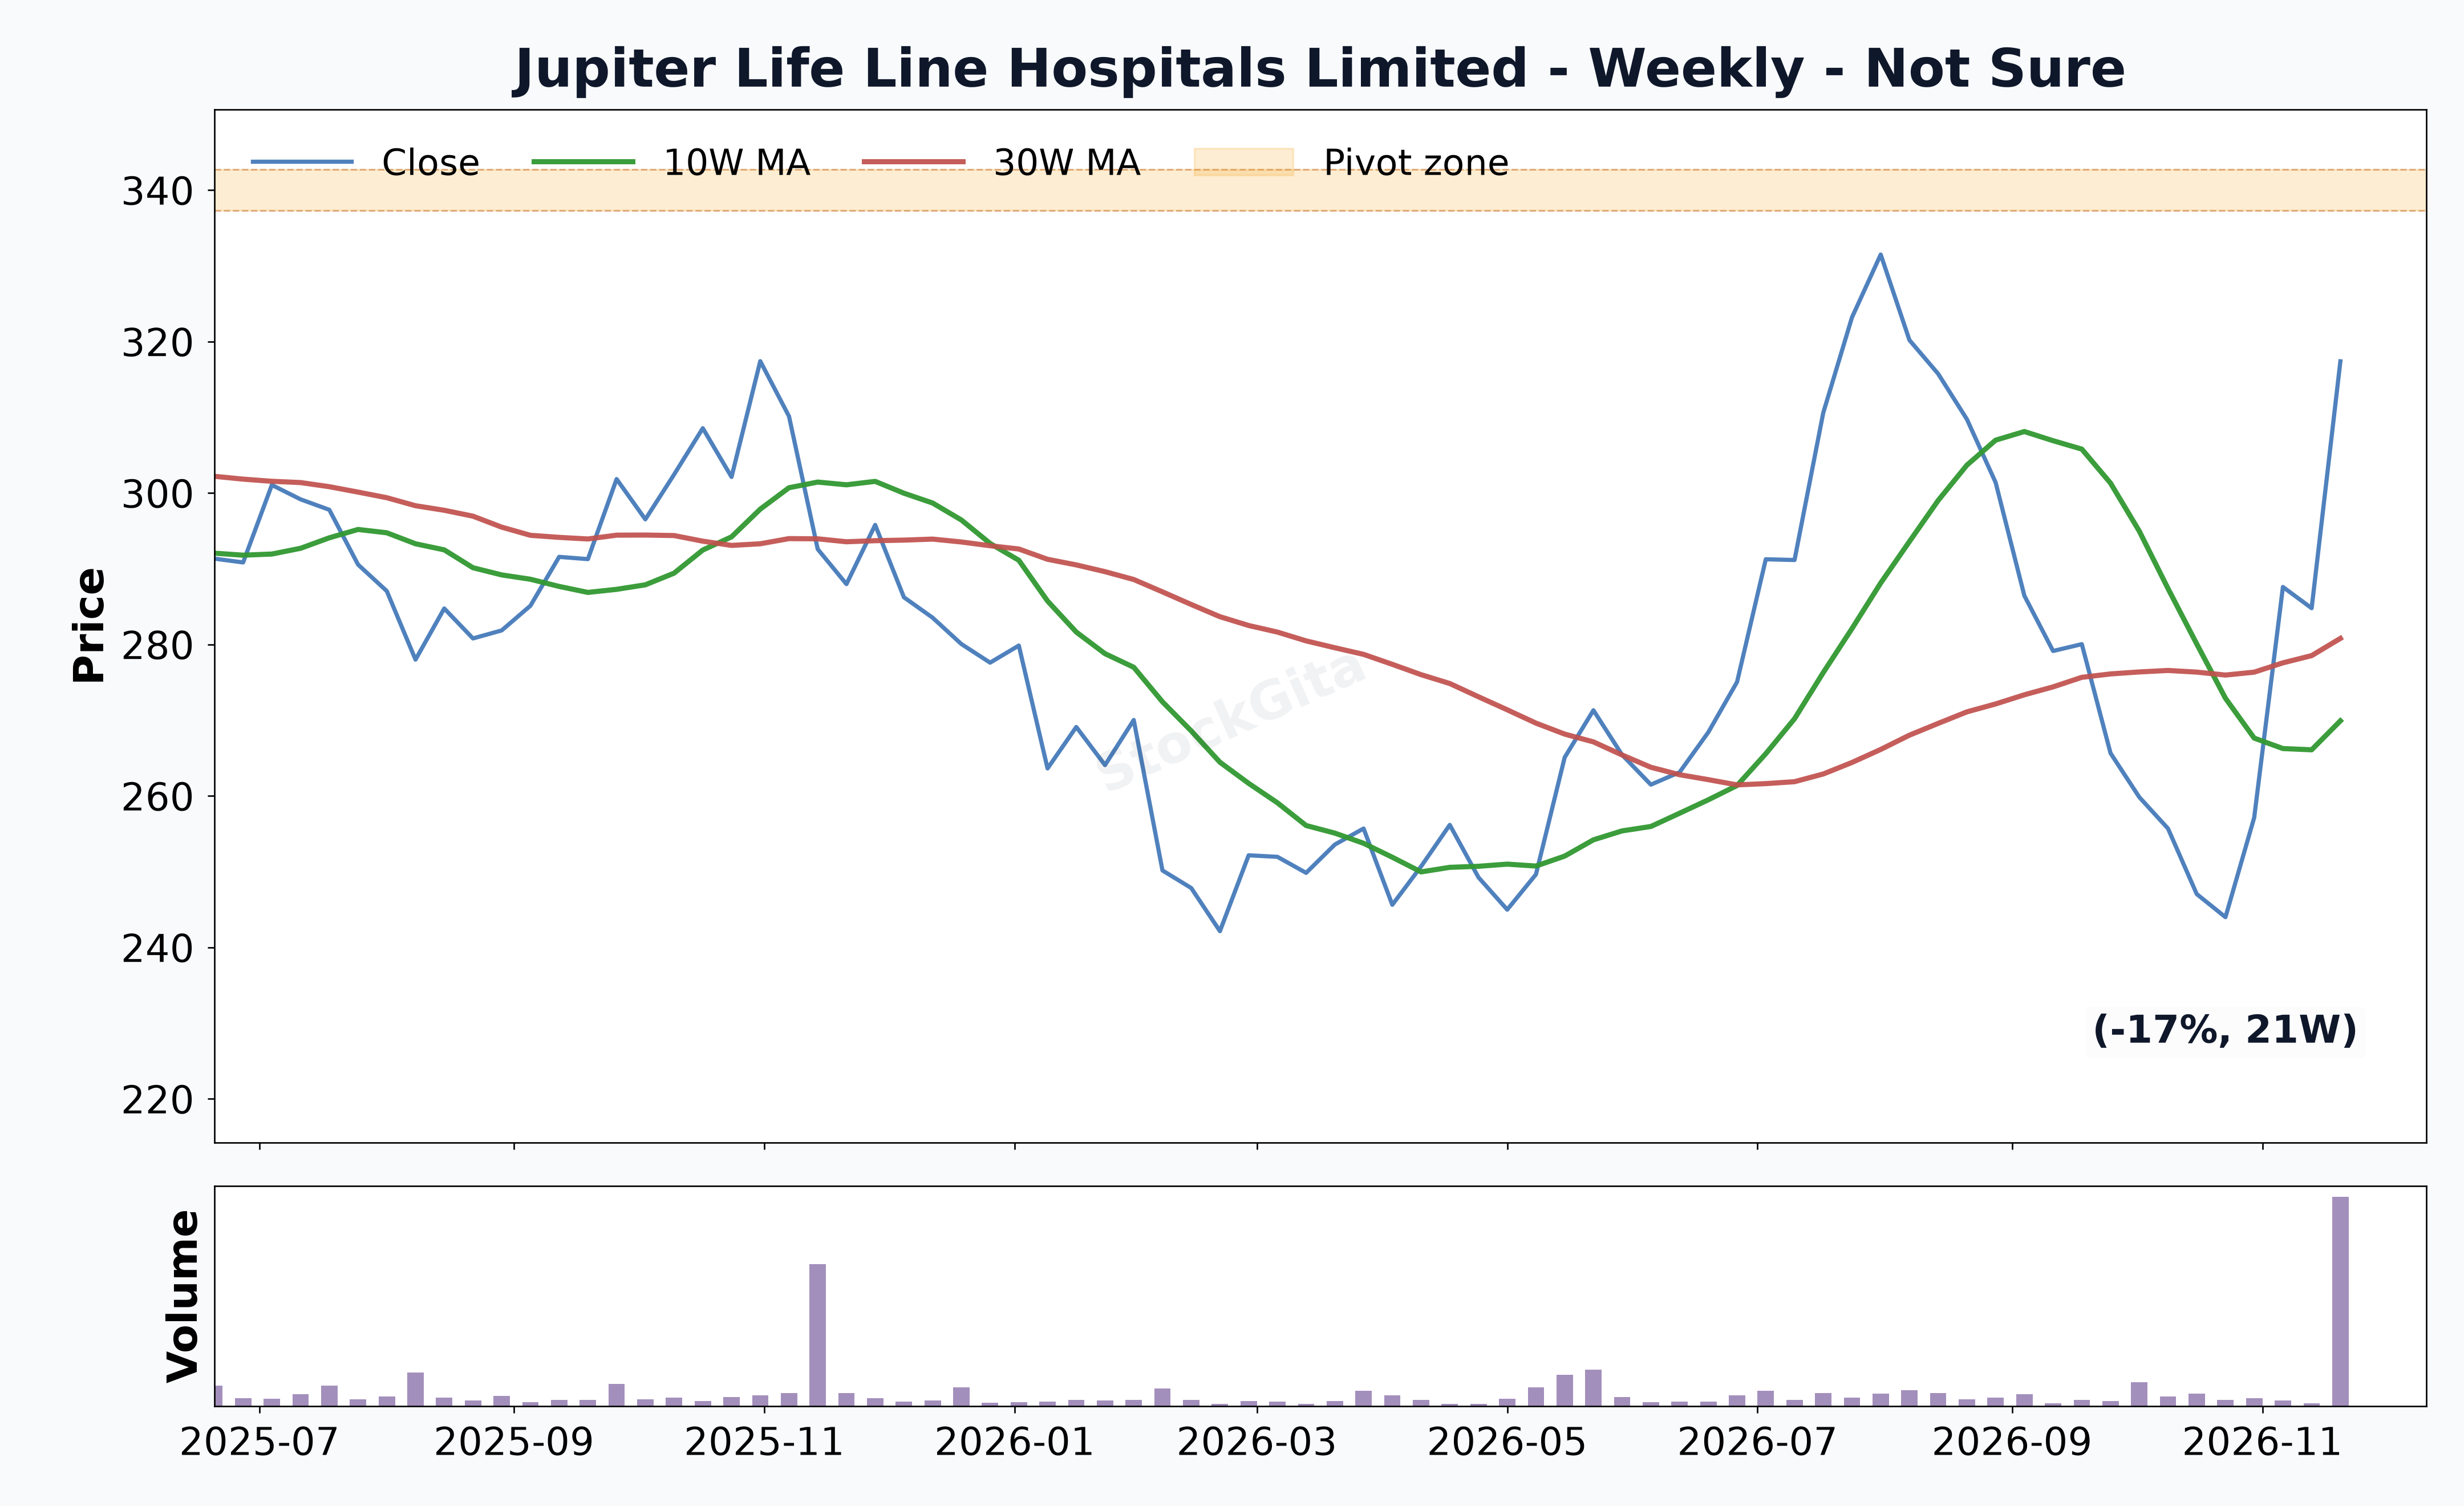 Jupiter Life Line Hospitals Limited - Weekly - Not Sure
Close 10W MA 30W MA Pivot zone
Price
340
320
300
280
260
240
220
StockGita
(-17%, 21W)
Volume
2025-07 2025-09 2025-11 2026-01 2026-03 2026-05 2026-07 2026-09 2026-11